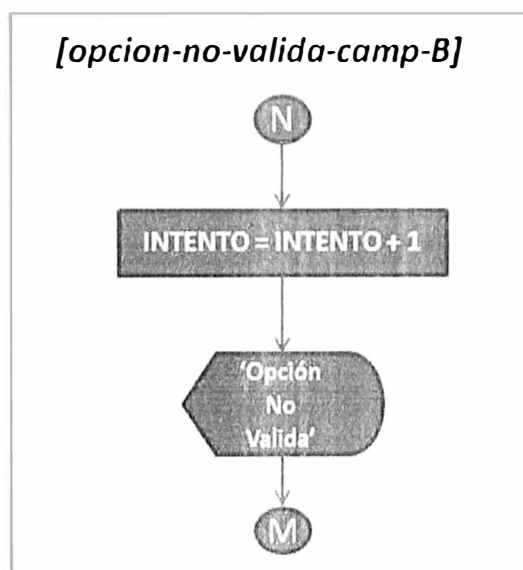 [opcion-no-valida-camp-B]
N
INTENTO = INTENTO + 1
'Opción
No
Valida'
M